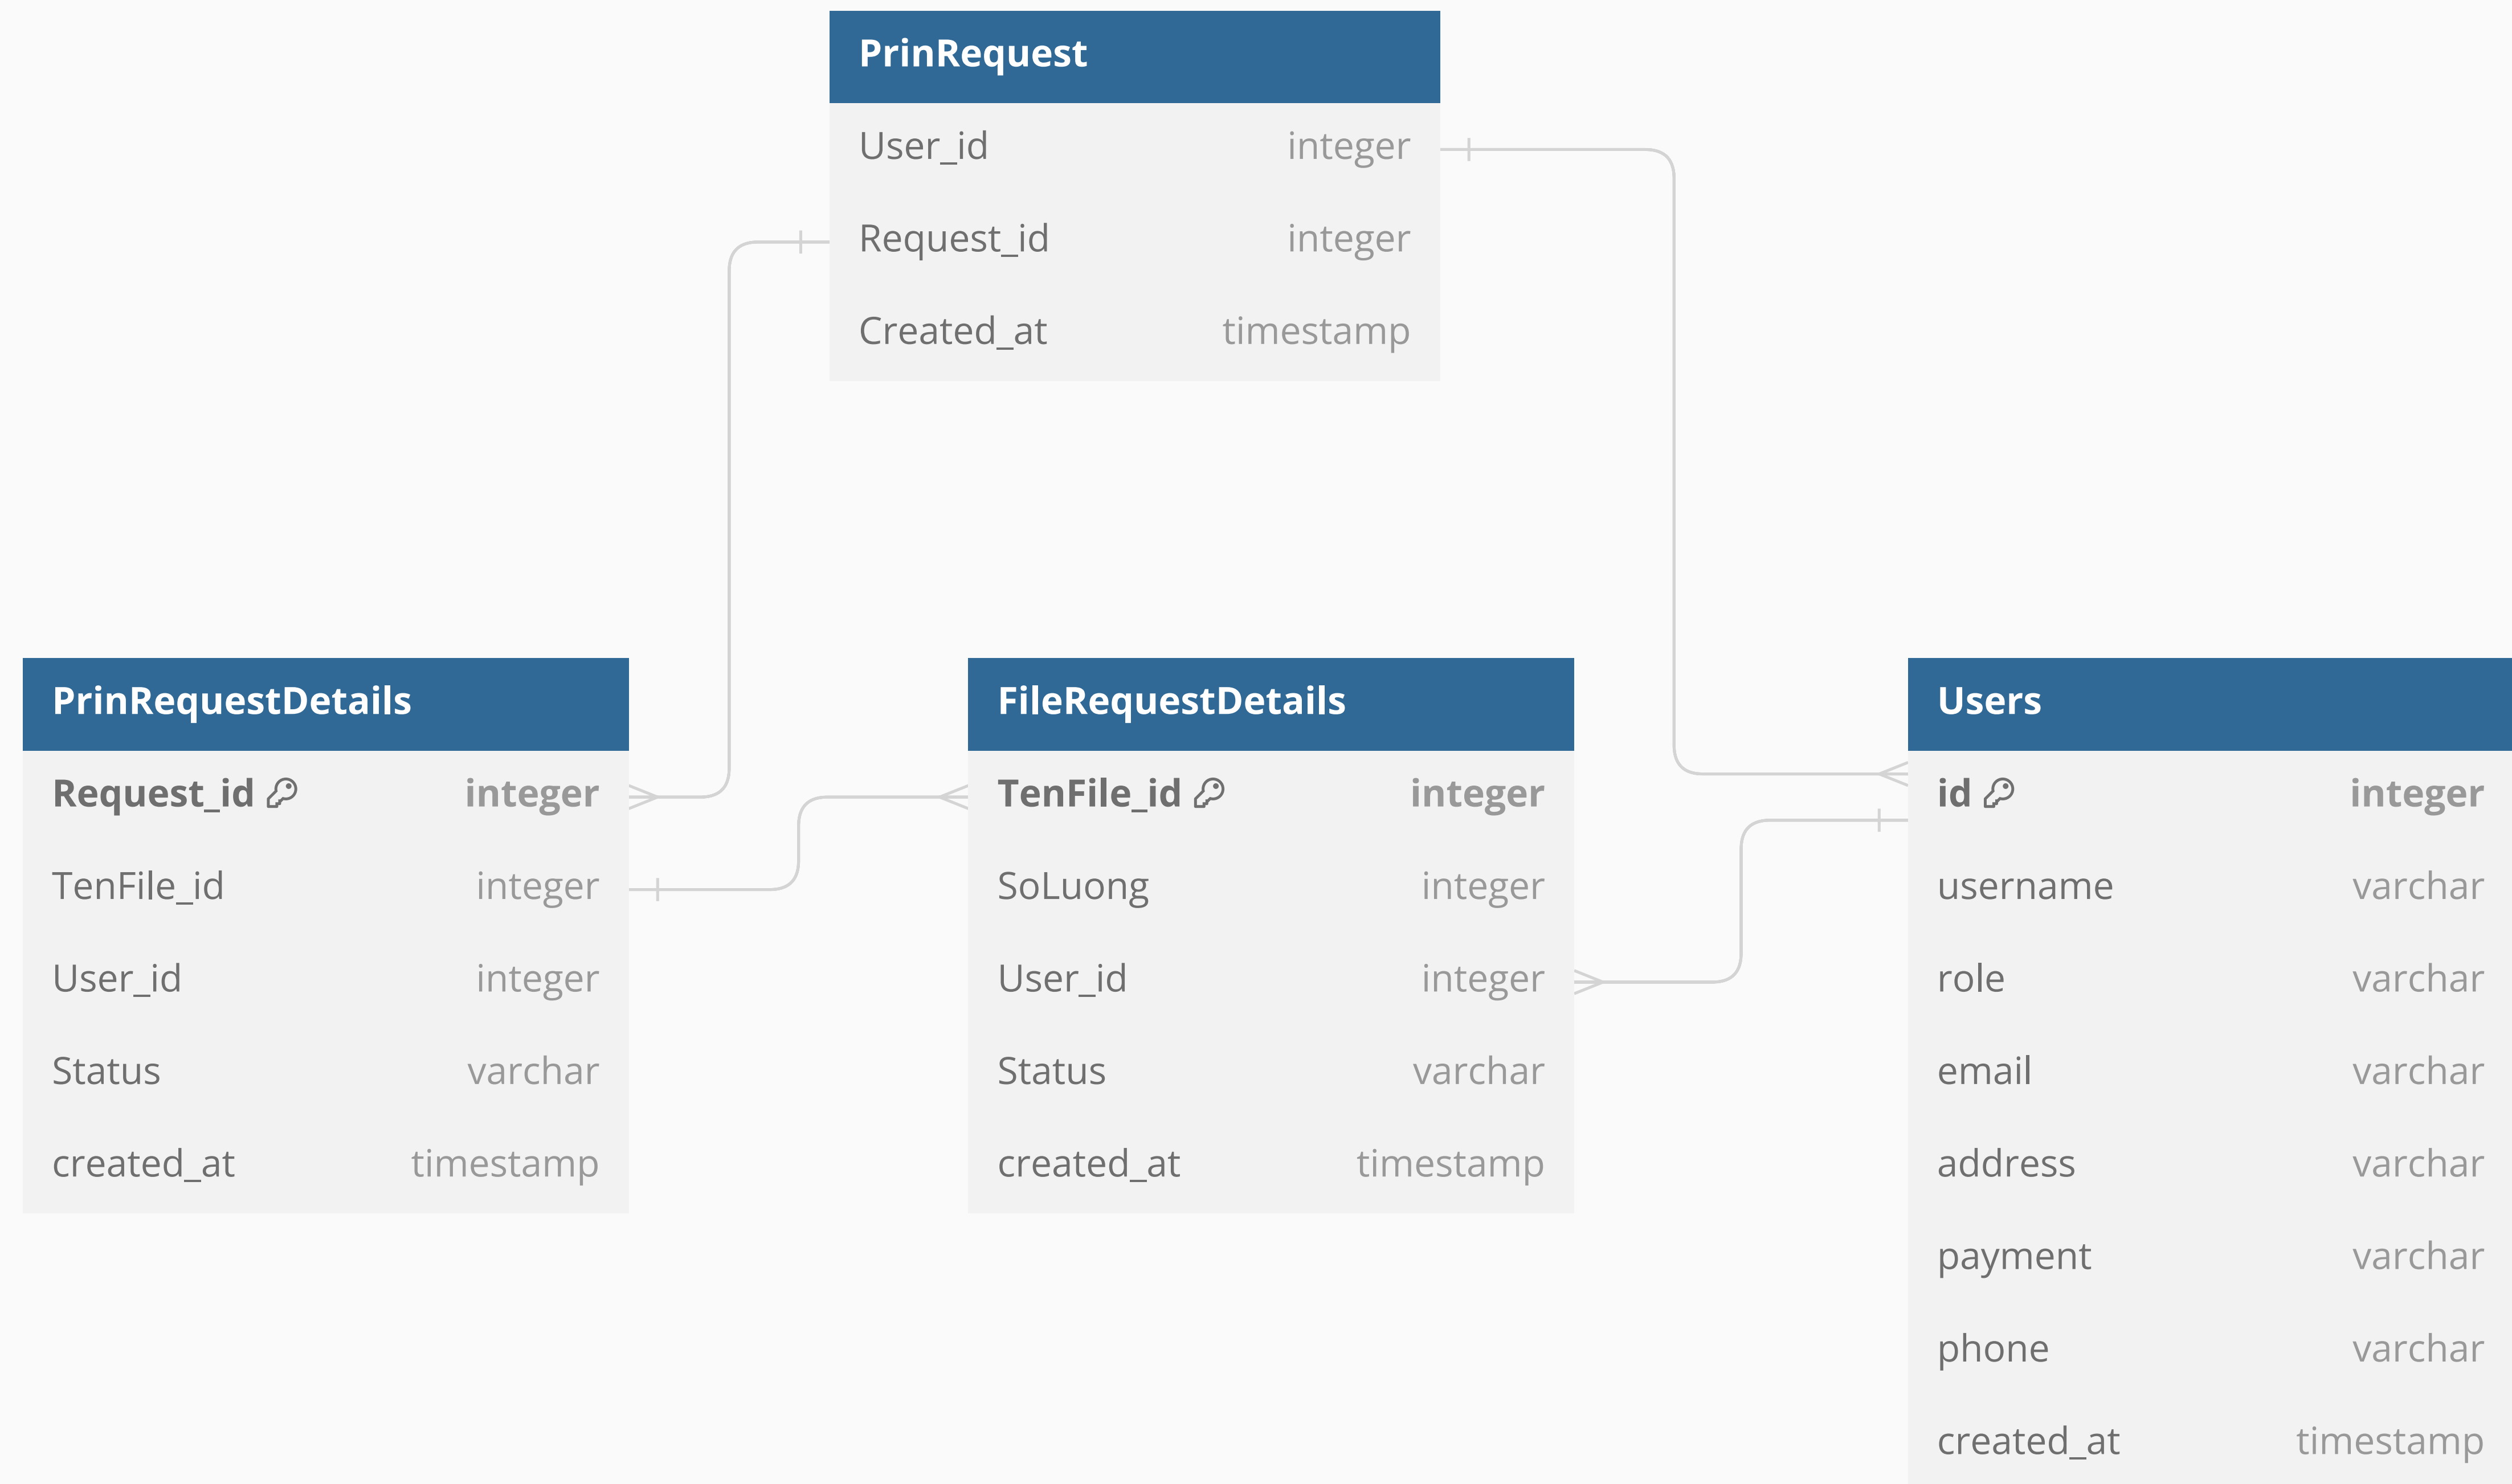 PrinRequest
User_id integer
Request_id integer
Created_at timestamp
PrinRequestDetails
Request_id integer
TenFile_id integer
User_id integer
Status varchar
created_at timestamp
FileRequestDetails
TenFile_id integer
SoLuong integer
User_id integer
Status varchar
created_at timestamp
Users
id integer
username varchar
role varchar
email varchar
address varchar
payment varchar
phone varchar
created_at timestamp